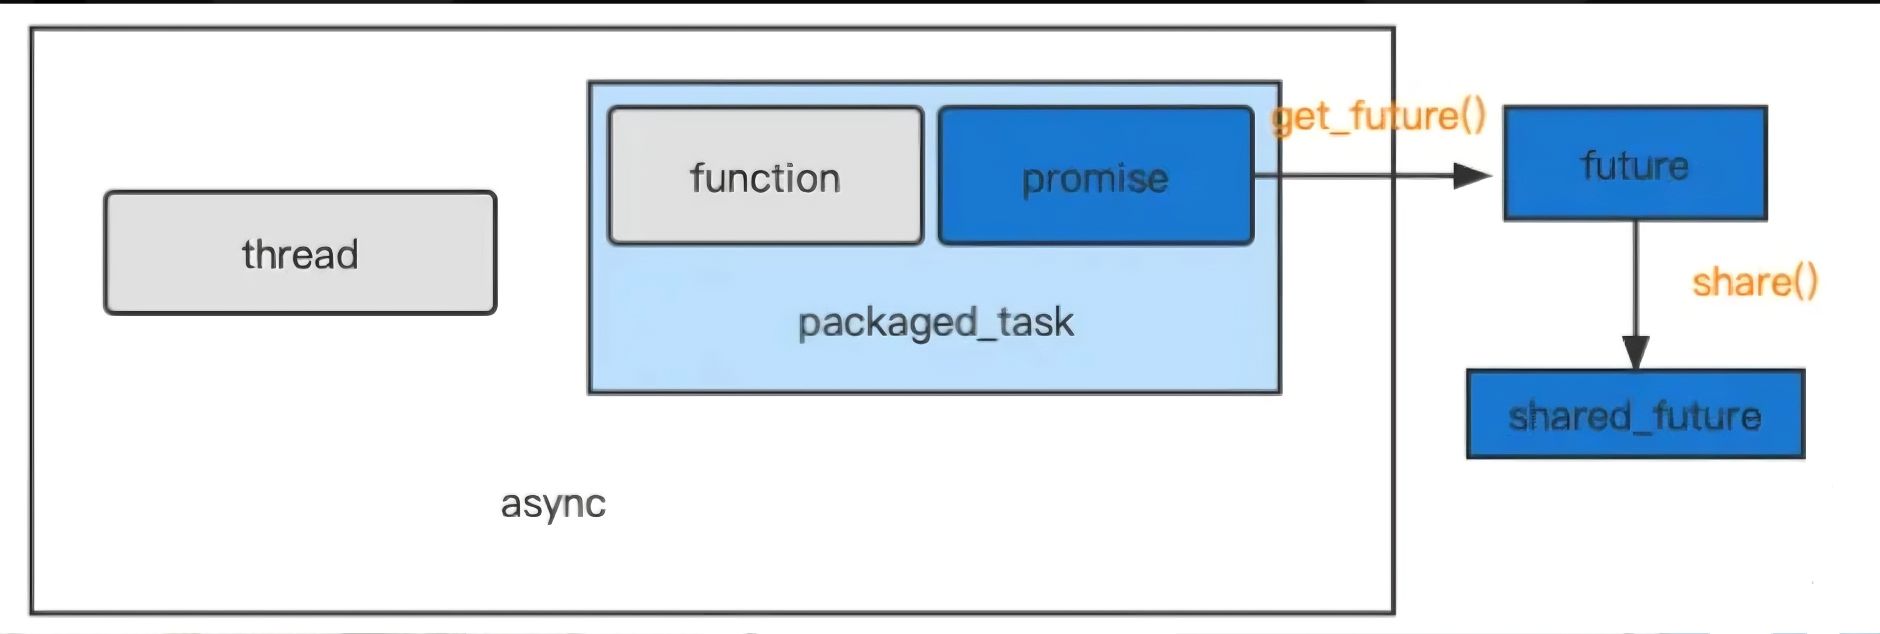 get_future()
function
promise
future
thread
share()
packaged_task
shared_future
async